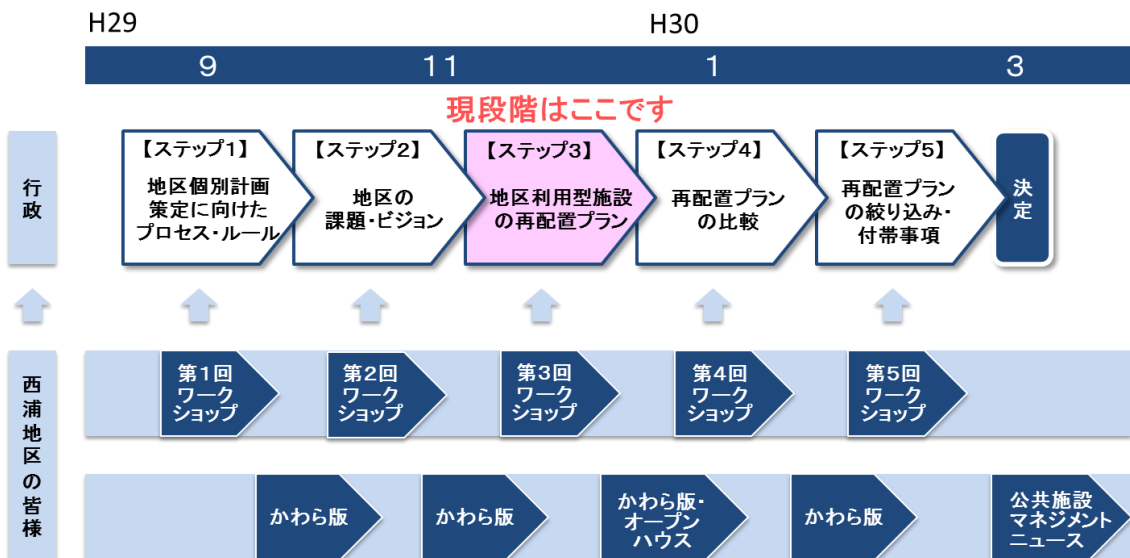 H29
H30
9
11
1
3
現段階はここです
行政
【ステップ1】
地区個別計画
策定に向けた
プロセス・ルール
【ステップ2】
地区の
課題・ビジョン
【ステップ3】
地区利用型施設
の再配置プラン
【ステップ4】
再配置プラン
の比較
【ステップ5】
再配置プラン
の絞り込み・
付帯事項
決定
西浦地区の皆様
第1回
ワーク
ショップ
第2回
ワーク
ショップ
第3回
ワーク
ショップ
第4回
ワーク
ショップ
第5回
ワーク
ショップ
かわら版
かわら版
かわら版・
オープン
ハウス
かわら版
公共施設
マネジメント
ニュース